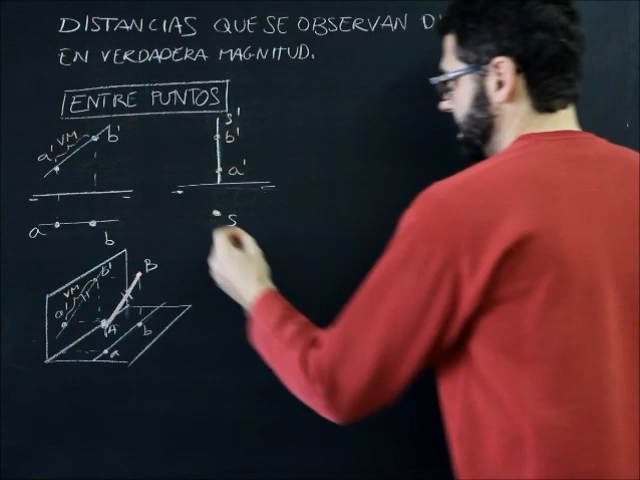 DISTANCIAS QUE SE OBSERVAN
EN VERDADERA MAGNITUD.
ENTRE PUNTOS
VM
a'
b'
a
b
s'
b'
a'
s
VM
a'
b'
B
A
b
a